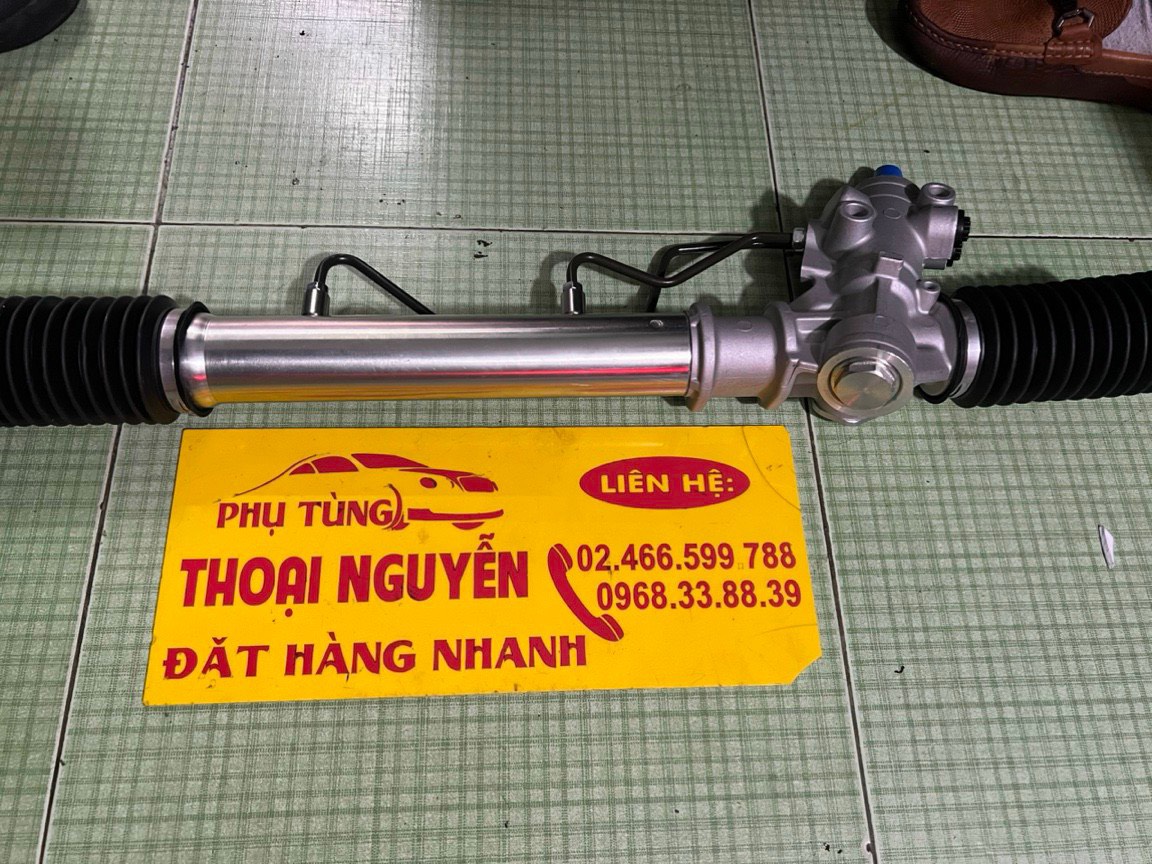 PHỤ TÙNG
THOẠI NGUYỄN
ĐẶT HÀNG NHANH
LIÊN HỆ:
02.466.599.788
0968.33.88.39